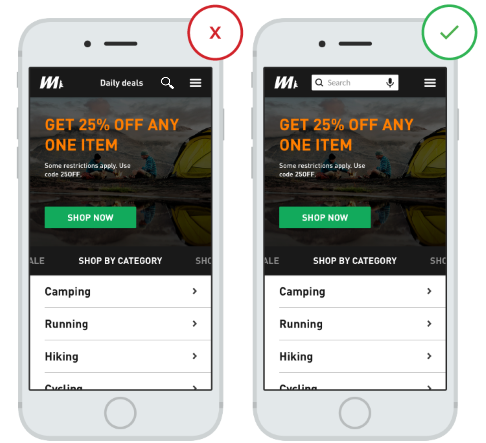 X
Daily deals
GET 25% OFF ANY
ONE ITEM
Some restrictions apply. Use
code 25OFF.
SHOP NOW
ALE SHOP BY CATEGORY SHO
Camping
Running
Hiking
Cycling
Search
GET 25% OFF ANY
ONE ITEM
Some restrictions apply. Use
code 25OFF.
SHOP NOW
ALE SHOP BY CATEGORY SHO
Camping
Running
Hiking
Cycling